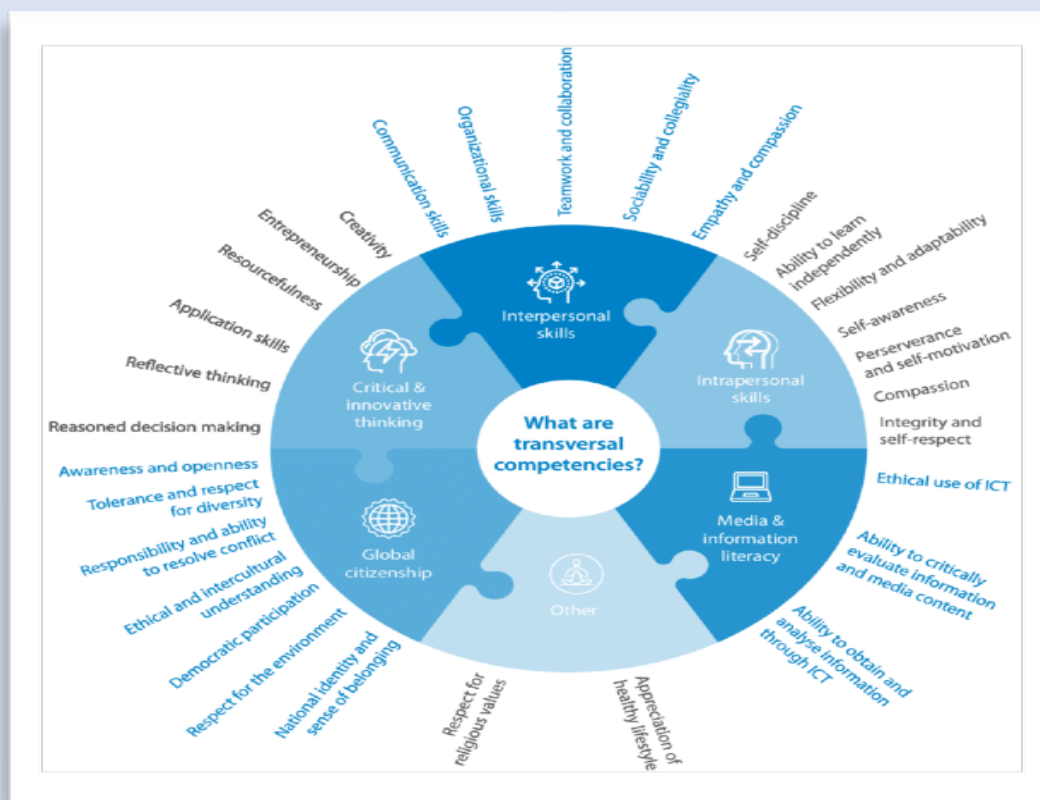 What are
transversal
competencies?
Interpersonal
skills
Communication skills
Organizational skills
Teamwork and collaboration
Sociability and collegiality
Empathy and compassion
Intrapersonal
skills
Self-discipline
Ability to learn
independently
Flexibility and adaptability
Self-awareness
Perserverance
and self-motivation
Compassion
Integrity and
self-respect
Media &
information
literacy
Ethical use of ICT
Ability to critically
evaluate information
and media content
Ability to obtain and
analyse information
through ICT
Other
Appreciation of
healthy lifestyle
Respect for
religious values
Global
citizenship
National identity and
sense of belonging
Respect for the environment
Democratic participation
Ethical and intercultural
understanding
Responsibility and ability
to resolve conflict
Tolerance and respect
for diversity
Awareness and openness
Critical &
innovative
thinking
Reasoned decision making
Reflective thinking
Application skills
Resourcefulness
Entrepreneurship
Creativity